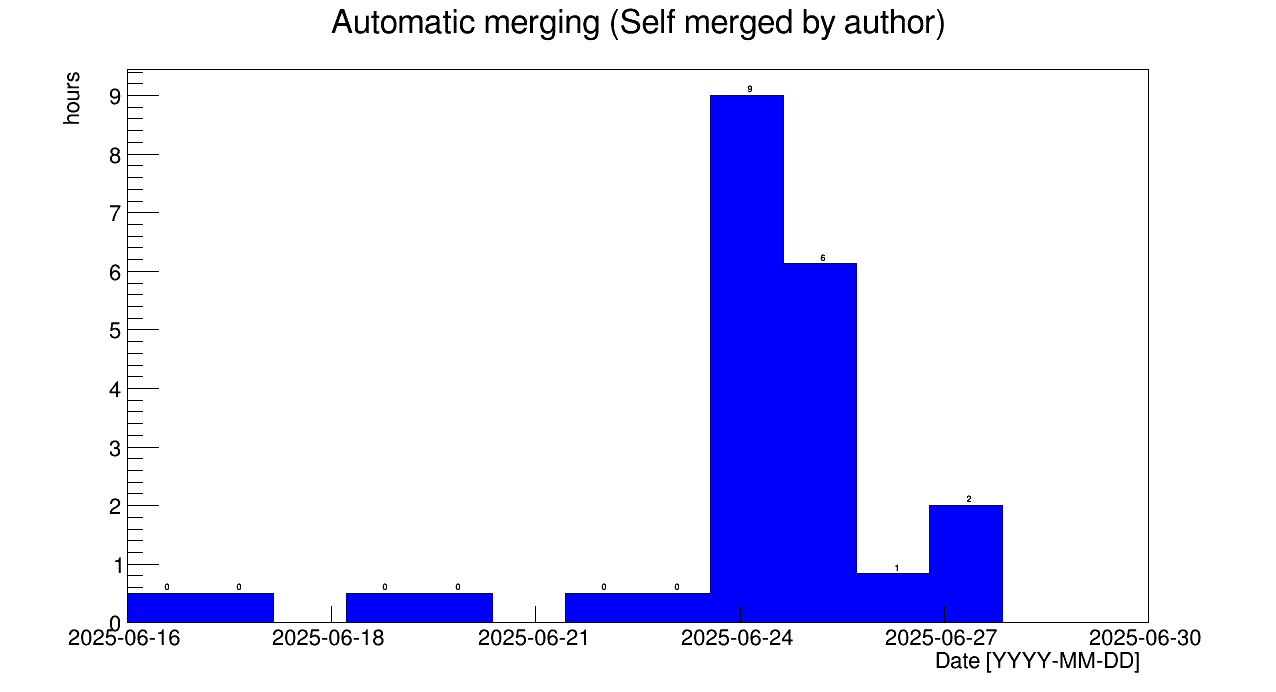 Automatic merging (Self merged by author)
hours
9
8
7
6
5
4
3
2
1
0
0 0 0 0 0 0 9 6 1 2
2025-06-16 2025-06-18 2025-06-21 2025-06-24 2025-06-27 2025-06-30
Date [YYYY-MM-DD]